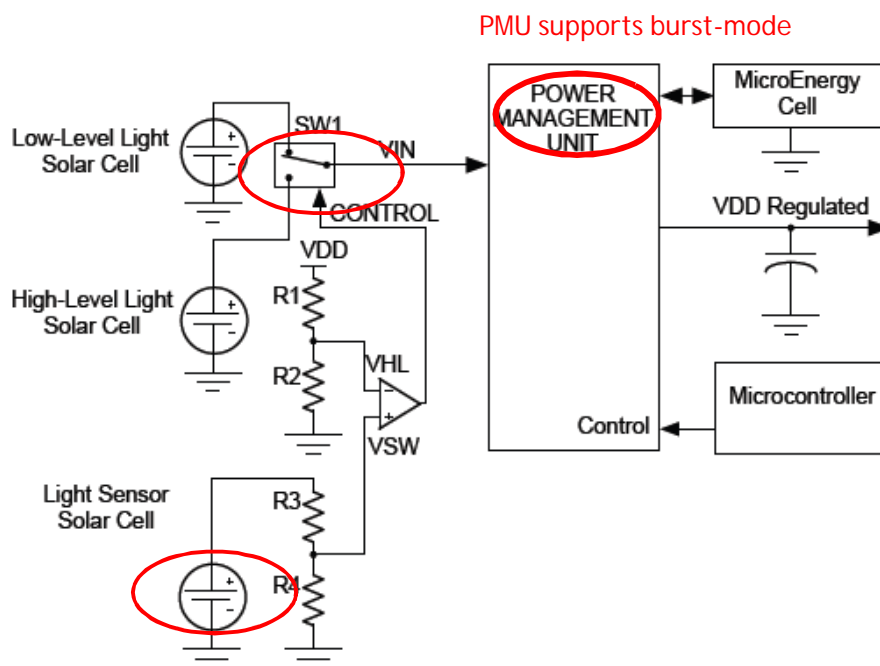 PMU supports burst-mode
POWER
MANAGEMENT
UNIT
MicroEnergy
Cell
Low-Level Light
Solar Cell
SW1
VIN
CONTROL
VDD Regulated
VDD
High-Level Light
Solar Cell
R1
R2
VHL
VSW
Control
Microcontroller
Light Sensor
Solar Cell
R3
R4